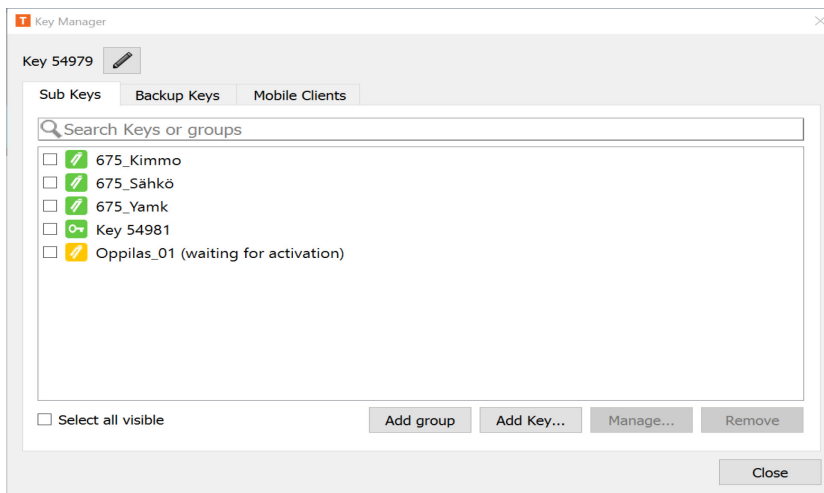 T Key Manager
Key 54979
Sub Keys Backup Keys Mobile Clients
Search Keys or groups
675_Kimmo
675_Sähkö
675_Yamk
Key 54981
Oppilas_01 (waiting for activation)
Select all visible Add group Add Key... Manage... Remove
Close